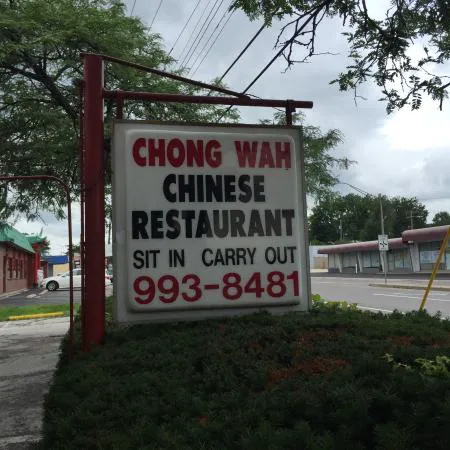 CHONG WAH
CHINESE
RESTAURANT
SIT IN CARRY OUT
993-8481